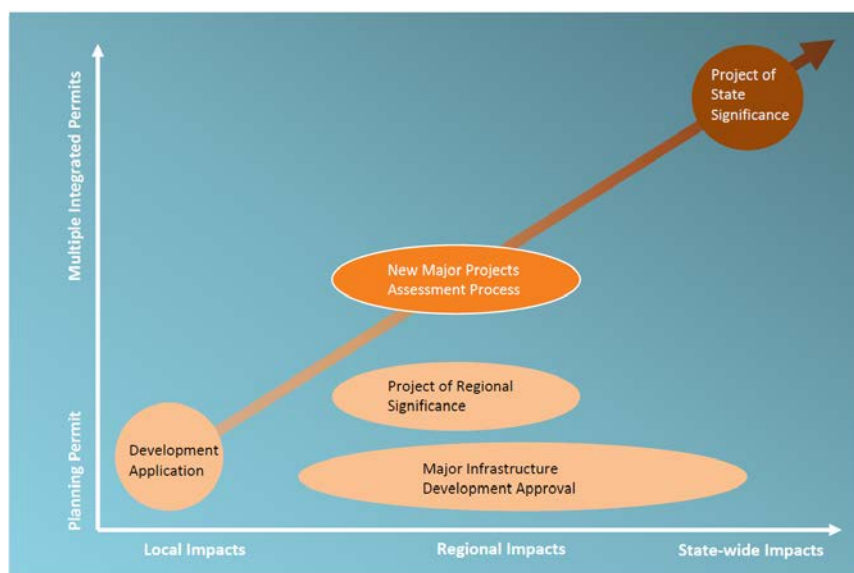 Multiple Integrated Permits
Planning Permit
Project of
State
Significance
New Major Projects
Assessment Process
Project of Regional
Significance
Development
Application
Major Infrastructure
Development Approval
Local Impacts
Regional Impacts
State-wide Impacts